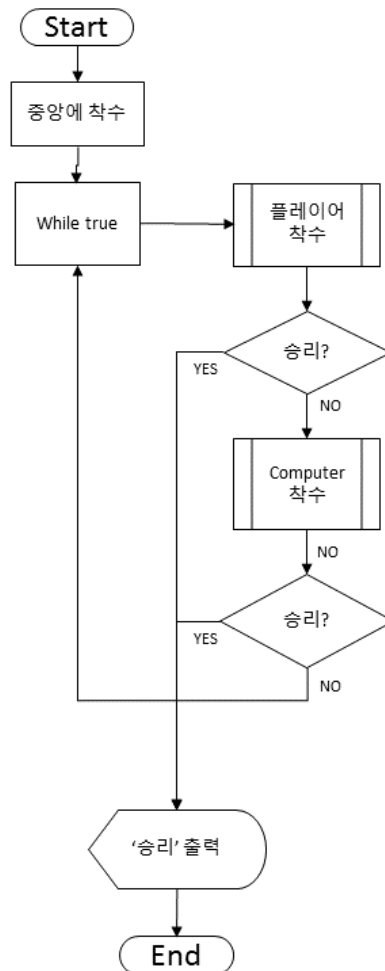 Start
중앙에 착수
While true
플레이어
착수
승리?
YES
NO
Computer
착수
NO
승리?
YES
NO
‘승리’ 출력
End